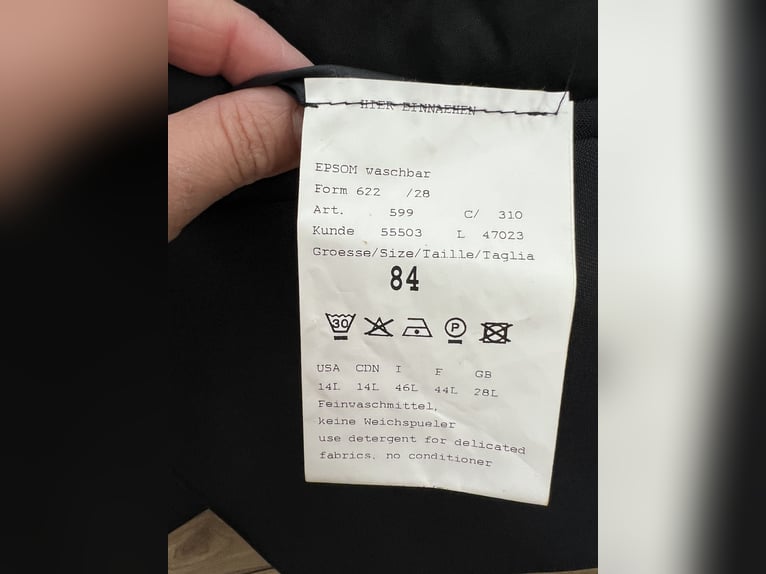 HIER EINNAEHEN
EPSOM waschbar
Form 622 /28
Art. 599 C/ 310
Kunde 55503 L 47023
Groesse/Size/Taille/Taglia
84
30 P
USA CDN I F GB
14L 14L 46L 44L 28L
Feinwaschmittel,
keine Weichspueler
use detergent for delicated
fabrics. no conditioner